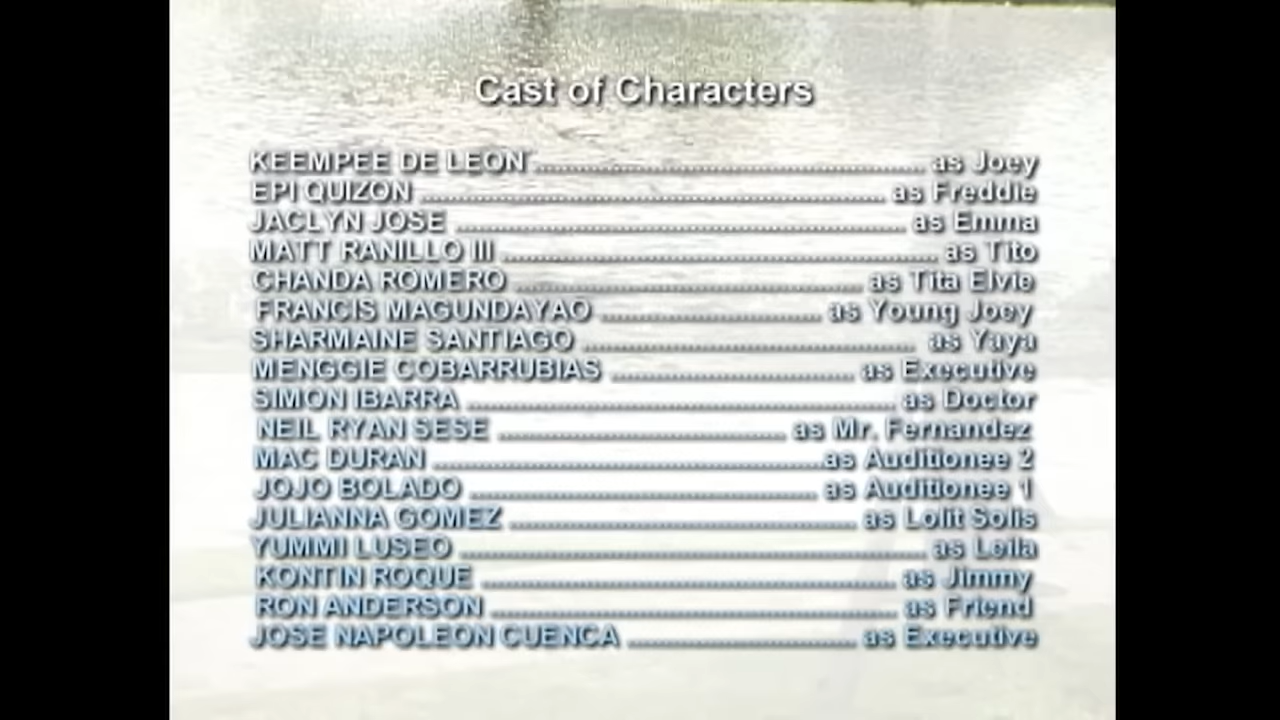 Cast of Characters
KEEMPEE DE LEON ........................................................ as Joey
EPI QUIZON ................................................................... as Freddie
JACLYN JOSE ................................................................. as Emma
MATT RANILLO III ............................................................... as Tito
CHANDA ROMERO .................................................. as Tita Elvie
FRANCIS MAGUNDAYAO ................................ as Young Joey
SHARMAINE SANTIAGO ................................................ as Yaya
MENGGIE COBARRUBIAS ................................... as Executive
SIMON IBARRA .............................................................. as Doctor
NEIL RYAN SESE ......................................... as Mr. Fernandez
MAC DURAN .........................................................as Auditionee 2
JOJO BOLADO .................................................. as Auditionee 1
JULIANNA GOMEZ .................................................. as Lolit Solis
YUMMI LUSEO ................................................................... as Leila
KONTIN ROQUE ............................................................ as Jimmy
RON ANDERSON ........................................................... as Friend
JOSE NAPOLEON CUENCA ................................. as Executive